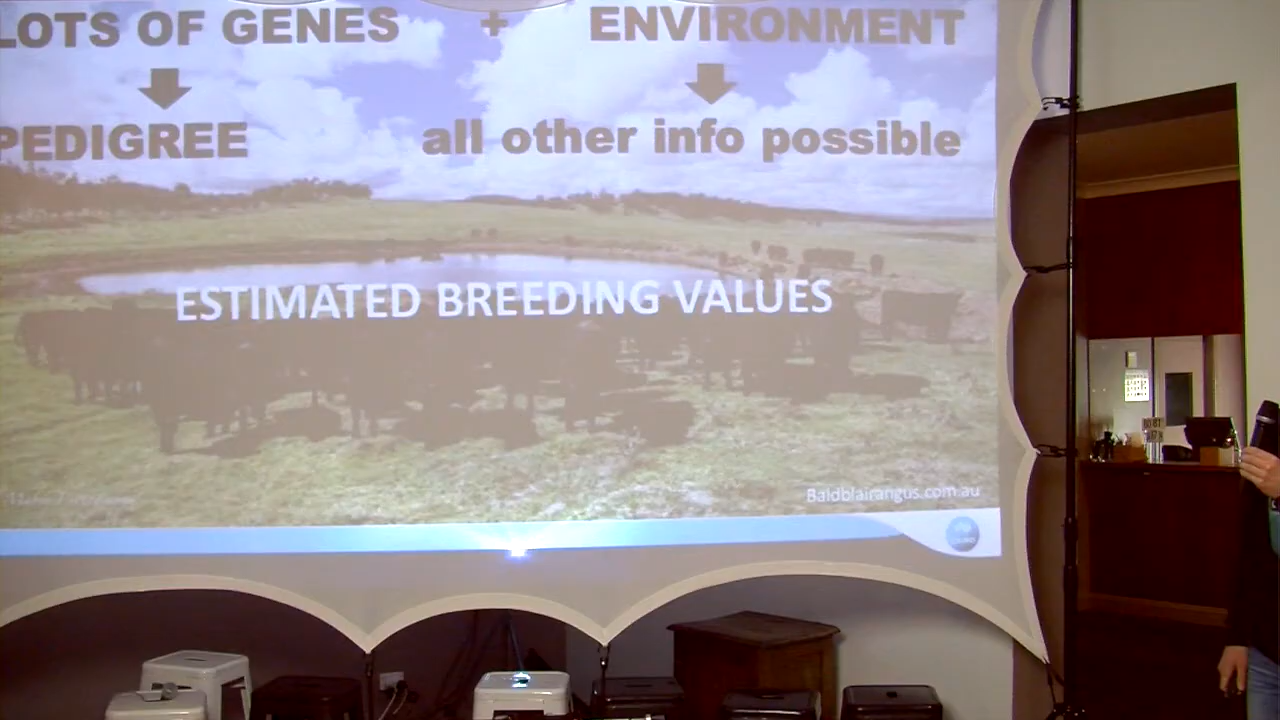 LOTS OF GENES + ENVIRONMENT
PEDIGREE all other info possible
ESTIMATED BREEDING VALUES
Baldblairangus.com.au